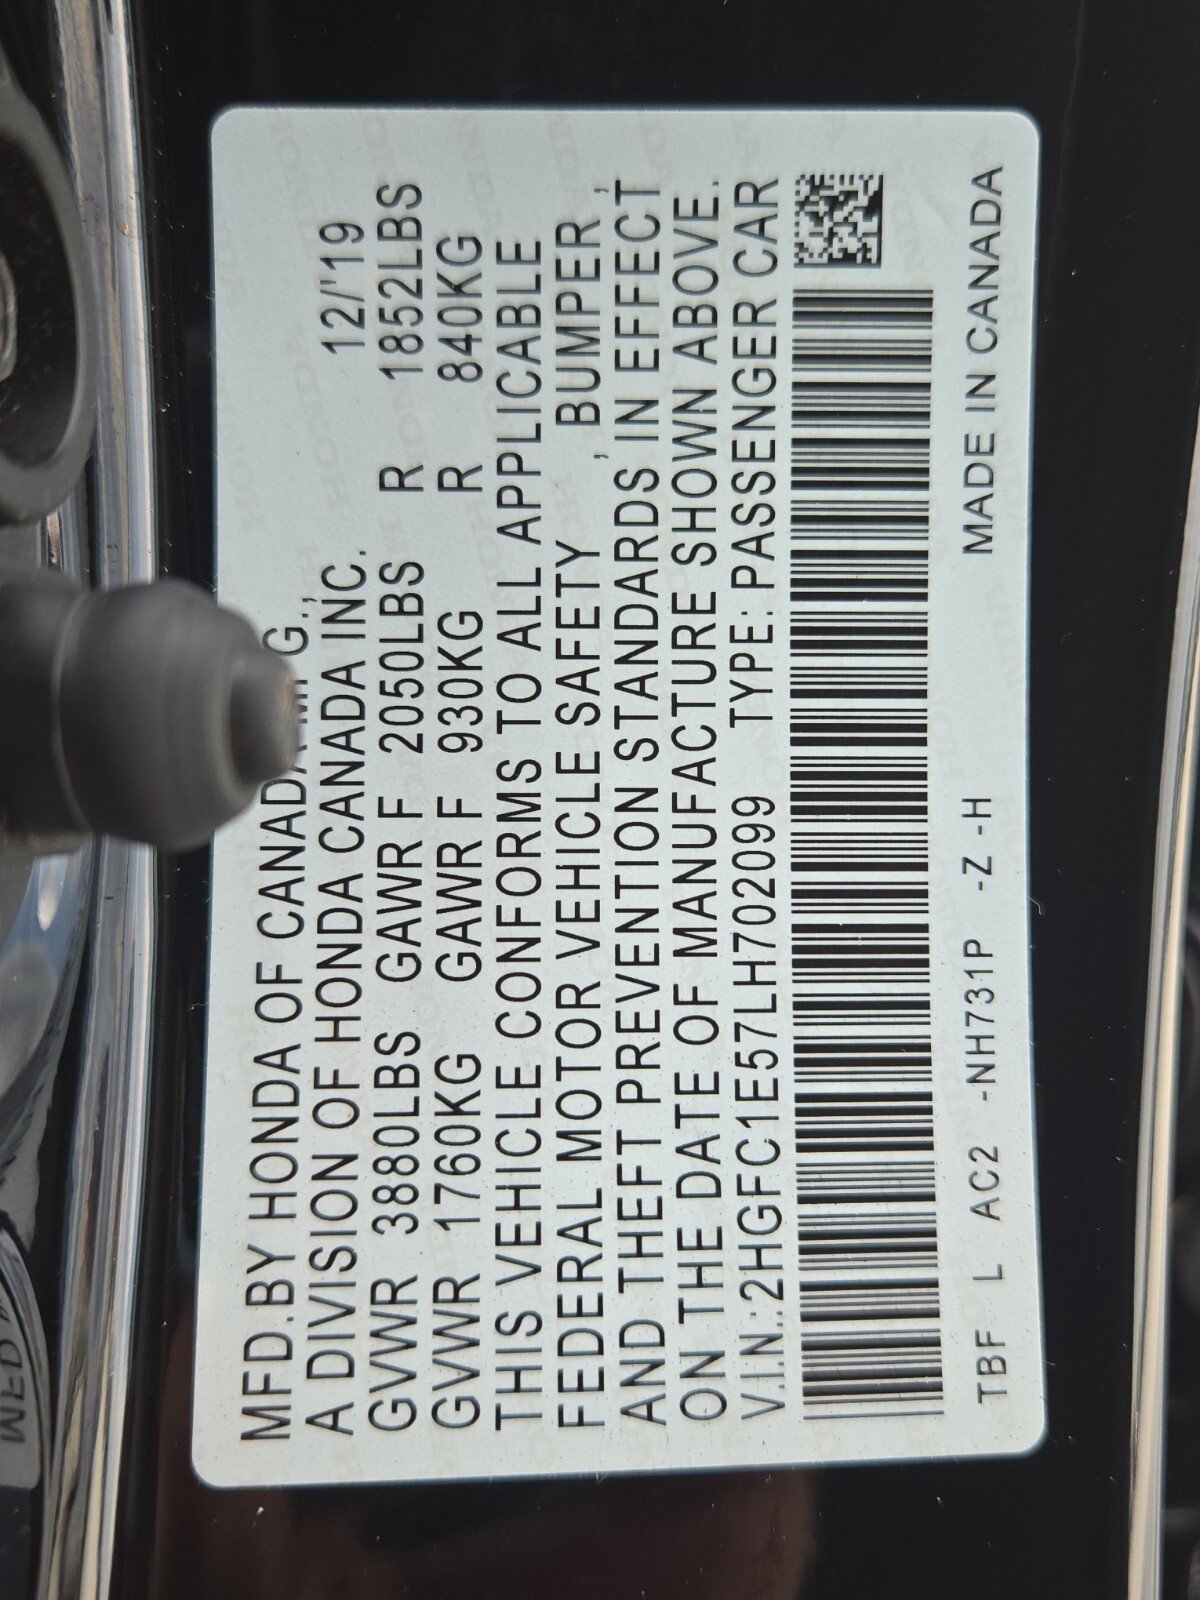 MFD.BY HONDA OF CANADA MFG.,
A DIVISION OF HONDA CANADA INC. 12/'19
GVWR 3880LBS GAWR F 2050LBS R 1852LBS
GVWR 1760KG GAWR F 930KG R 840KG
THIS VEHICLE CONFORMS TO ALL APPLICABLE
FEDERAL MOTOR VEHICLE SAFETY , BUMPER ,
AND THEFT PREVENTION STANDARDS IN EFFECT
ON THE DATE OF MANUFACTURE SHOWN ABOVE.
V.I.N.:2HGFC1E57LH702099 TYPE: PASSENGER CAR
TBF L AC2 -NH731P -Z -H MADE IN CANADA